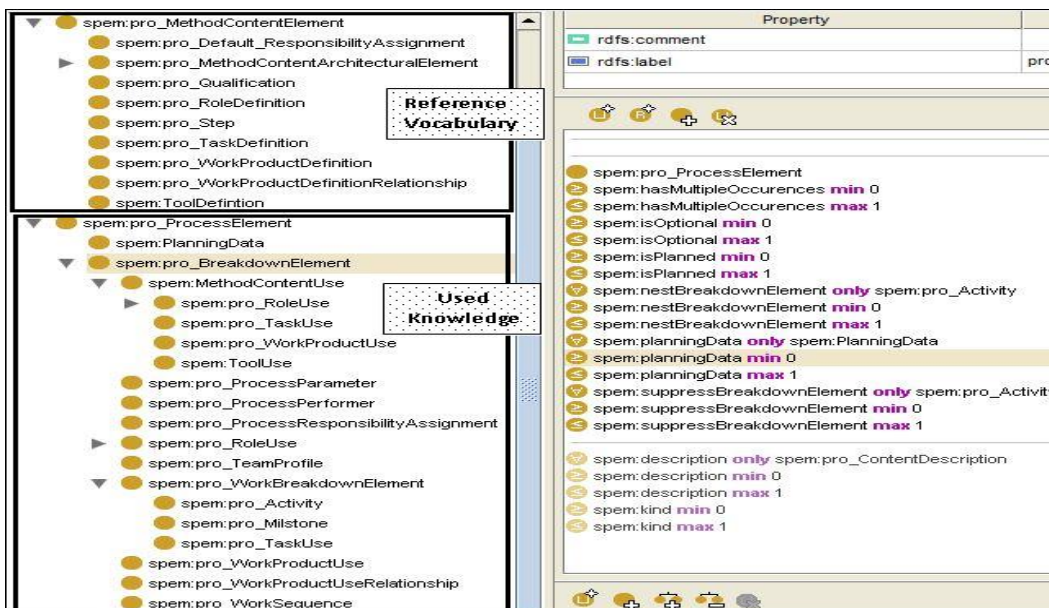 spem:pro_MethodContentElement
spem:pro_Default_ResponsibilityAssignment
spem:pro_MethodContentArchitecturalElement
spem:pro_Qualification
spem:pro_RoleDefinition
spem:pro_Step
spem:pro_TaskDefinition
spem:pro_WorkProductDefinition
spem:pro_WorkProductDefinitionRelationship
spem:ToolDefintion
Reference
Vocabulary
spem:pro_ProcessElement
spem:PlanningData
spem:pro_BreakdownElement
spem:MethodContentUse
spem:pro_RoleUse
spem:pro_TaskUse
spem:pro_WorkProductUse
spem:ToolUse
spem:pro_ProcessParameter
spem:pro_ProcessPerformer
spem:pro_ProcessResponsibilityAssignment
spem:pro_RoleUse
spem:pro_TeamProfile
spem:pro_WorkBreakdownElement
spem:pro_Activity
spem:pro_Milstone
spem:pro_TaskUse
spem:pro_WorkProductUse
spem:pro_WorkProductUseRelationship
spem:pro_WorkSequence
Used
Knowledge
Property
rdfs:comment
rdfs:label pro
spem:pro_ProcessElement
spem:hasMultipleOccurences min 0
spem:hasMultipleOccurences max 1
spem:isOptional min 0
spem:isOptional max 1
spem:isPlanned min 0
spem:isPlanned max 1
spem:nestBreakdownElement only spem:pro_Activity
spem:nestBreakdownElement min 0
spem:nestBreakdownElement max 1
spem:planningData only spem:PlanningData
spem:planningData min 0
spem:planningData max 1
spem:suppressBreakdownElement only spem:pro_Activit
spem:suppressBreakdownElement min 0
spem:suppressBreakdownElement max 1
spem:description only spem:pro_ContentDescription
spem:description min 0
spem:description max 1
spem:kind min 0
spem:kind max 1